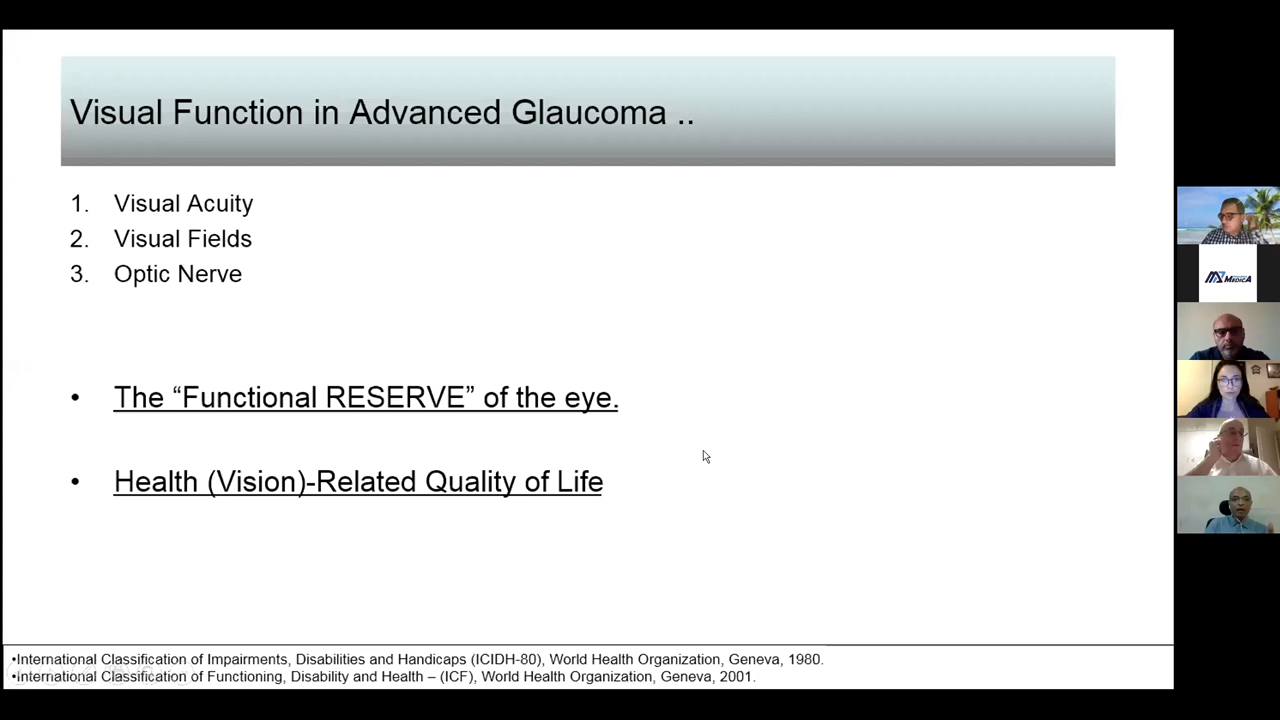 Visual Function in Advanced Glaucoma ..
1. Visual Acuity
2. Visual Fields
3. Optic Nerve
• The “Functional RESERVE” of the eye.
• Health (Vision)-Related Quality of Life
•International Classification of Impairments, Disabilities and Handicaps (ICIDH-80), World Health Organization, Geneva, 1980.
•International Classification of Functioning, Disability and Health – (ICF), World Health Organization, Geneva, 2001.
MEDICA